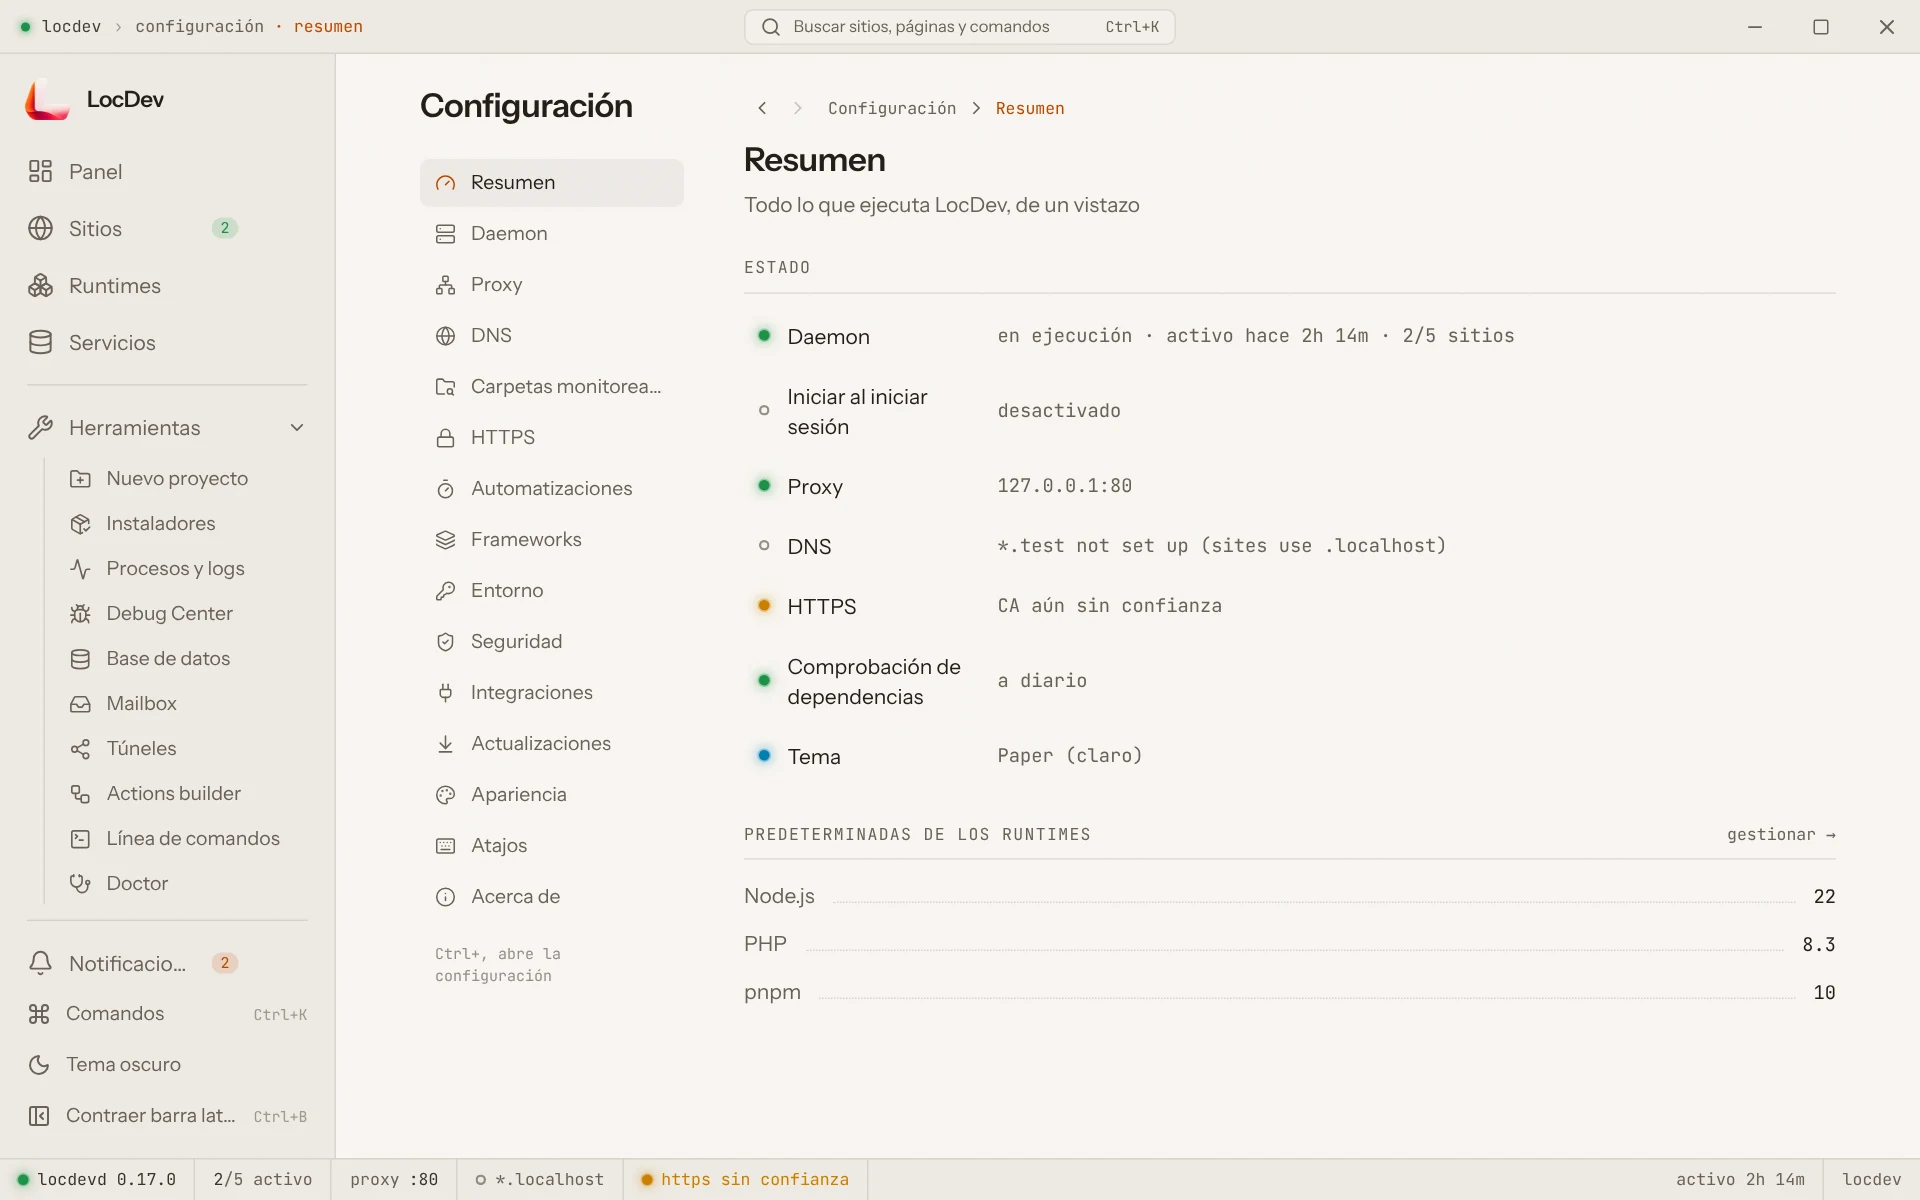 locdev › configuración · resumen
Buscar sitios, páginas y comandos Ctrl+K
LocDev
Panel
Sitios 2
Runtimes
Servicios
Herramientas
Nuevo proyecto
Instaladores
Procesos y logs
Debug Center
Base de datos
Mailbox
Túneles
Actions builder
Línea de comandos
Doctor
Notificacio... 2
Comandos Ctrl+K
Tema oscuro
Contraer barra lat... Ctrl+B
Configuración
Resumen
Daemon
Proxy
DNS
Carpetas monitorea...
HTTPS
Automatizaciones
Frameworks
Entorno
Seguridad
Integraciones
Actualizaciones
Apariencia
Atajos
Acerca de
Ctrl+, abre la
configuración
Configuración > Resumen
Resumen
Todo lo que ejecuta LocDev, de un vistazo
ESTADO
Daemon en ejecución · activo hace 2h 14m · 2/5 sitios
Iniciar al iniciar
sesión
desactivado
Proxy 127.0.0.1:80
DNS *.test not set up (sites use .localhost)
HTTPS CA aún sin confianza
Comprobación de
dependencias
a diario
Tema Paper (claro)
PREDETERMINADAS DE LOS RUNTIMES gestionar →
Node.js 22
PHP 8.3
pnpm 10
locdevd 0.17.0 2/5 activo proxy :80 *.localhost https sin confianza activo 2h 14m locdev